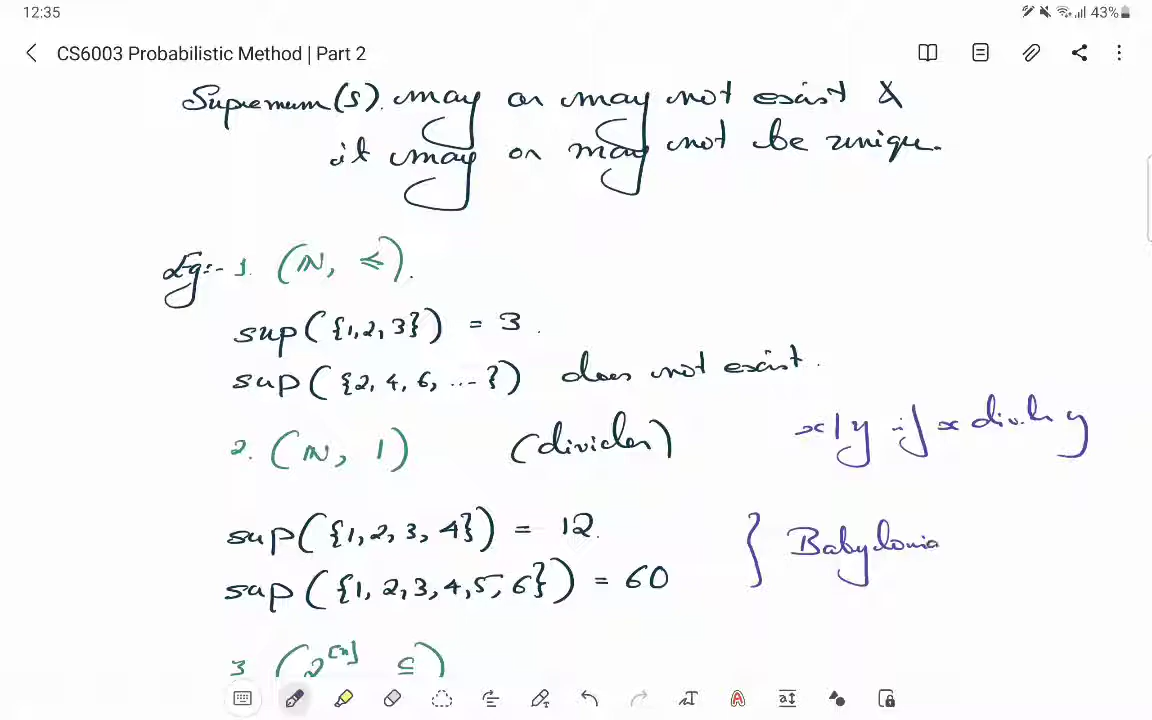 12:35
43%
CS6003 Probabilistic Method | Part 2
Supremum(s) may or may not exist &
it may or may not be unique.
Eg:- 1. (ℕ, ≤).
sup({1,2,3}) = 3.
sup({2, 4, 6, ...}) does not exist.
2. (ℕ, |) (divides) x|y if x divides y
sup({1,2,3,4}) = 12.
sup({1,2,3,4,5,6}) = 60 } Babylonia
3 (2^[n] ⊆)